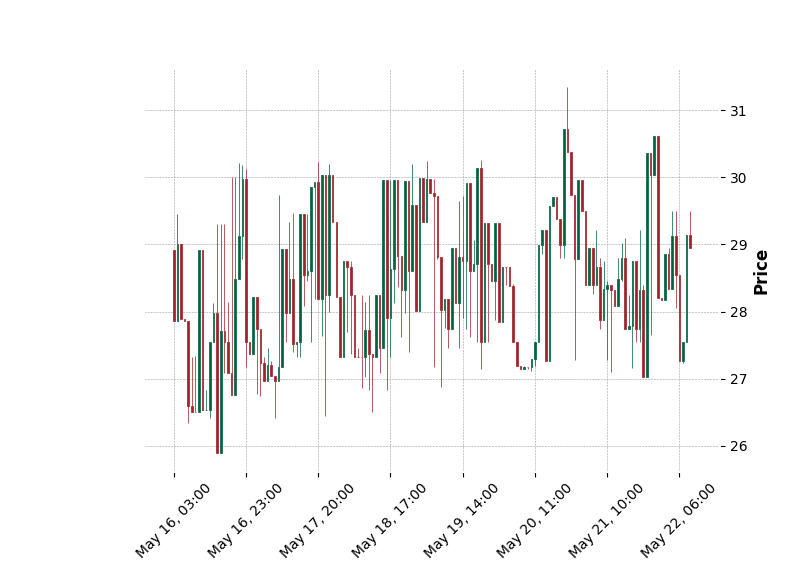 31
30
29
28
27
26
Price
May 16, 03:00
May 16, 23:00
May 17, 20:00
May 18, 17:00
May 19, 14:00
May 20, 11:00
May 21, 10:00
May 22, 06:00